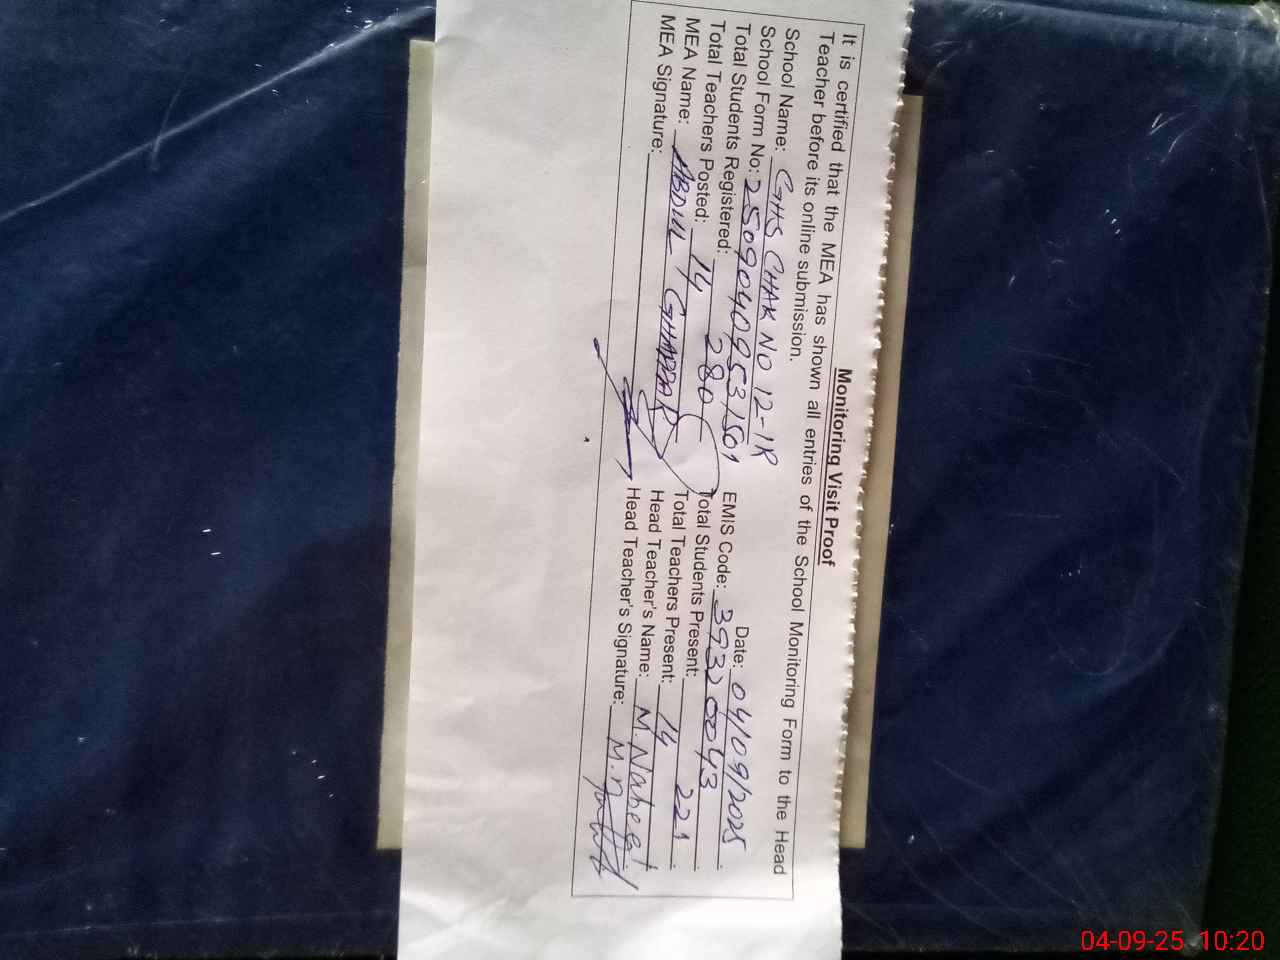 Monitoring Visit Proof
It is certified that the MEA has shown all entries of the School Monitoring Form to the Head
Teacher before its online submission.
Date: 04/09/2025
School Name: GHS CHAK NO 12-1R
School Form No: 25090409531501 EMIS Code: 39320043
Total Students Registered: 280 Total Students Present: 221
Total Teachers Posted: 14 Total Teachers Present: 14
MEA Name: ABDUL GHAFFAR Head Teacher's Name: M. Nabeel
MEA Signature: Head Teacher's Signature:
04-09-25 10:20